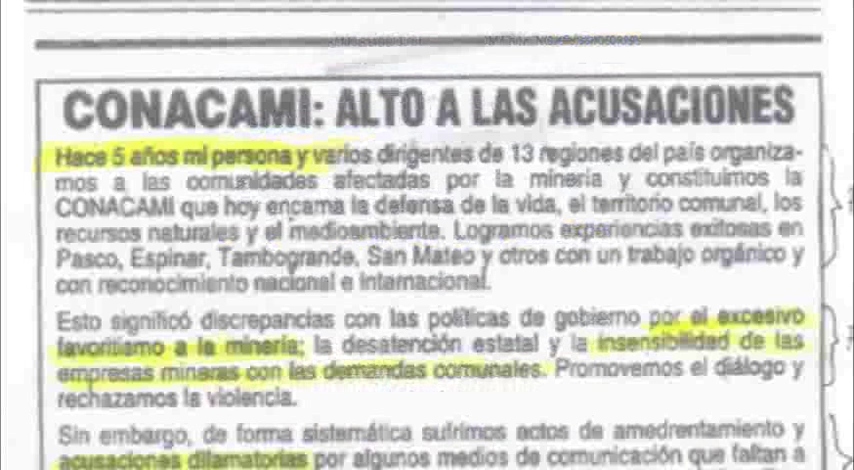 CONACAMI: ALTO A LAS ACUSACIONES
Hace 5 años mi persona y varios dirigentes de 13 regiones del país organiza-
mos a las comunidades afectadas por la minería y constituimos la
CONACAMI que hoy encarna la defensa de la vida, el territorio comunal, los
recursos naturales y el medioambiente. Logramos experiencias exitosas en
Pasco, Espinar, Tambogrande, San Mateo y otros con un trabajo orgánico y
con reconocimiento nacional e internacional.
Esto significó discrepancias con las políticas de gobierno por el excesivo
favoritismo a la minería; la desatención estatal y la insensibilidad de las
empresas mineras con las demandas comunales. Promovemos el diálogo y
rechazamos la violencia.
Sin embargo, de forma sistemática sufrimos actos de amedrentamiento y
acusaciones difamatorias por algunos medios de comunicación que faltan a